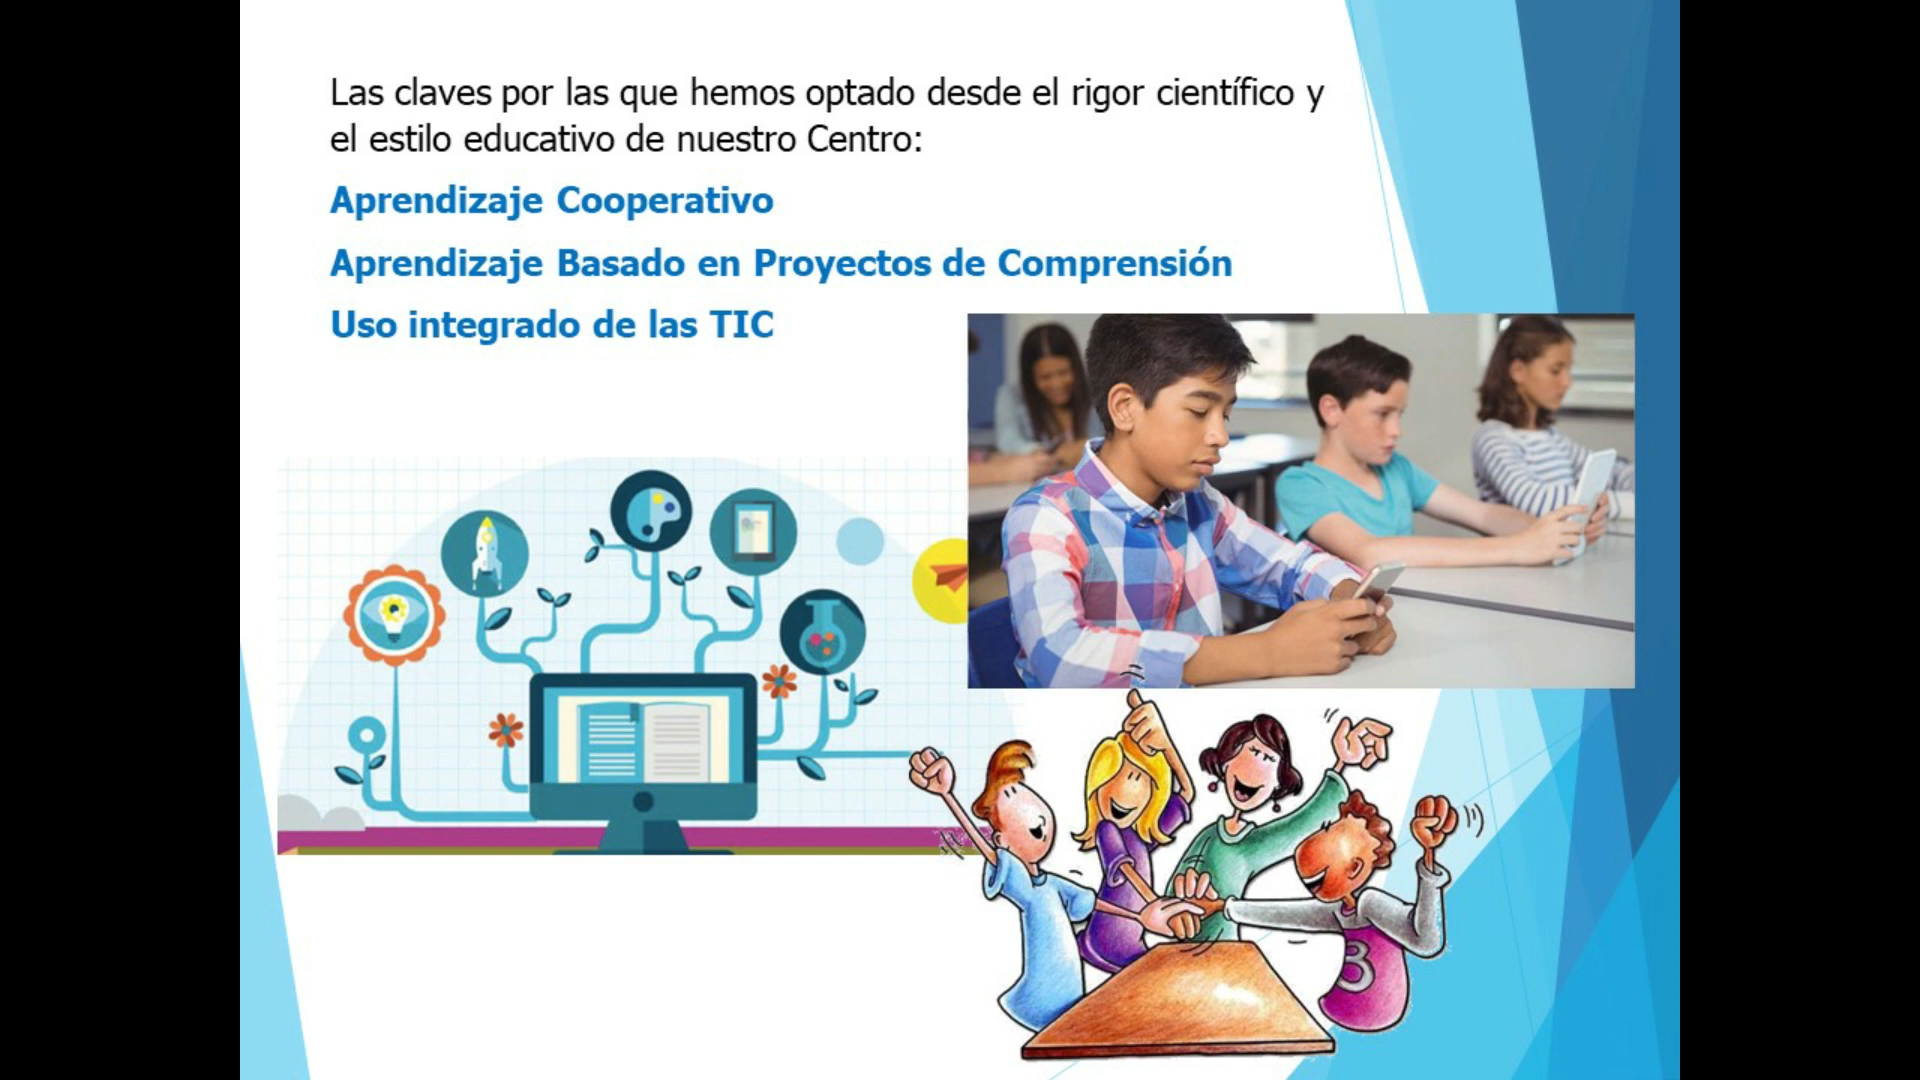 Las claves por las que hemos optado desde el rigor científico y
el estilo educativo de nuestro Centro:
Aprendizaje Cooperativo
Aprendizaje Basado en Proyectos de Comprensión
Uso integrado de las TIC
3